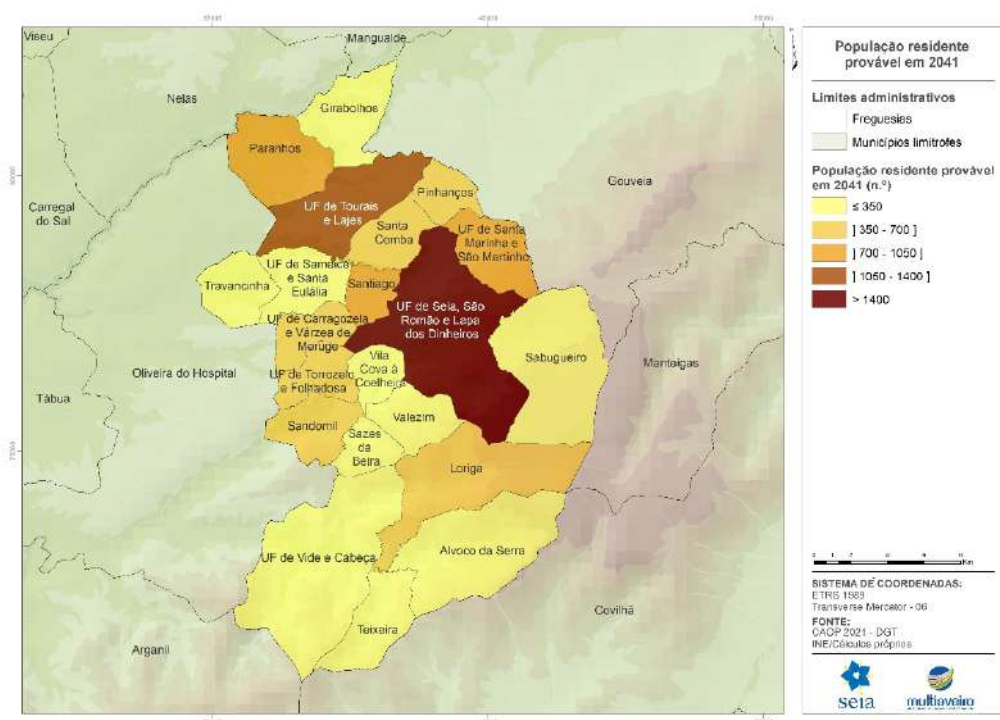 Viseu
Mangualde
Nelas
Girabolhos
Paranhos
Gouveia
Pinhanços
Carregal
do Sal
UF de Tourais
e Lajes
Santa
Comba
UF de Santa
Marinha e
São Martinho
UF de Sameice
e Santa
Eulália
Travancinha
Santiago
UF de Seia, São
Romão e Lapa
dos Dinheiros
UF de Carragozela
e Várzea de
Meruge
Sabugueiro
Manteigas
Oliveira do Hospital
Vila
Cova à
Coelheira
UF de Torrozelo
e Folhadosa
Tábua
Valezim
Sandomil
Sazes
da
Beira
Loriga
UF de Vide e Cabeça
Alvoco da Serra
Covilhã
Teixeira
Arganil
População residente
provável em 2041
Limites administrativos
Freguesias
Municípios limítrofes
População residente provável
em 2041 (n.º)
≤ 350
] 350 - 700 ]
] 700 - 1050 ]
] 1050 - 1400 ]
> 1400
Km
SISTEMA DE COORDENADAS:
ETRS 1989
Transverse Mercator - 06
FONTE:
CAOP 2021 - DGT
INE/Cálculos próprios
seia
multiaveiro